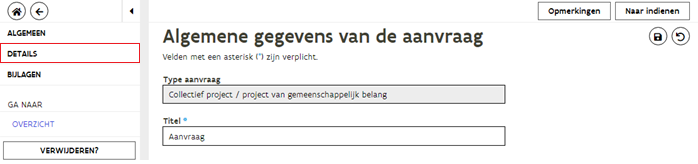 ALGEMEEN
DETAILS
BIJLAGEN
GA NAAR
OVERZICHT
VERWIJDEREN?
Opmerkingen
Naar indienen
Algemene gegevens van de aanvraag
Velden met een asterisk (*) zijn verplicht.
Type aanvraag
Collectief project / project van gemeenschappelijk belang
Titel *
Aanvraag